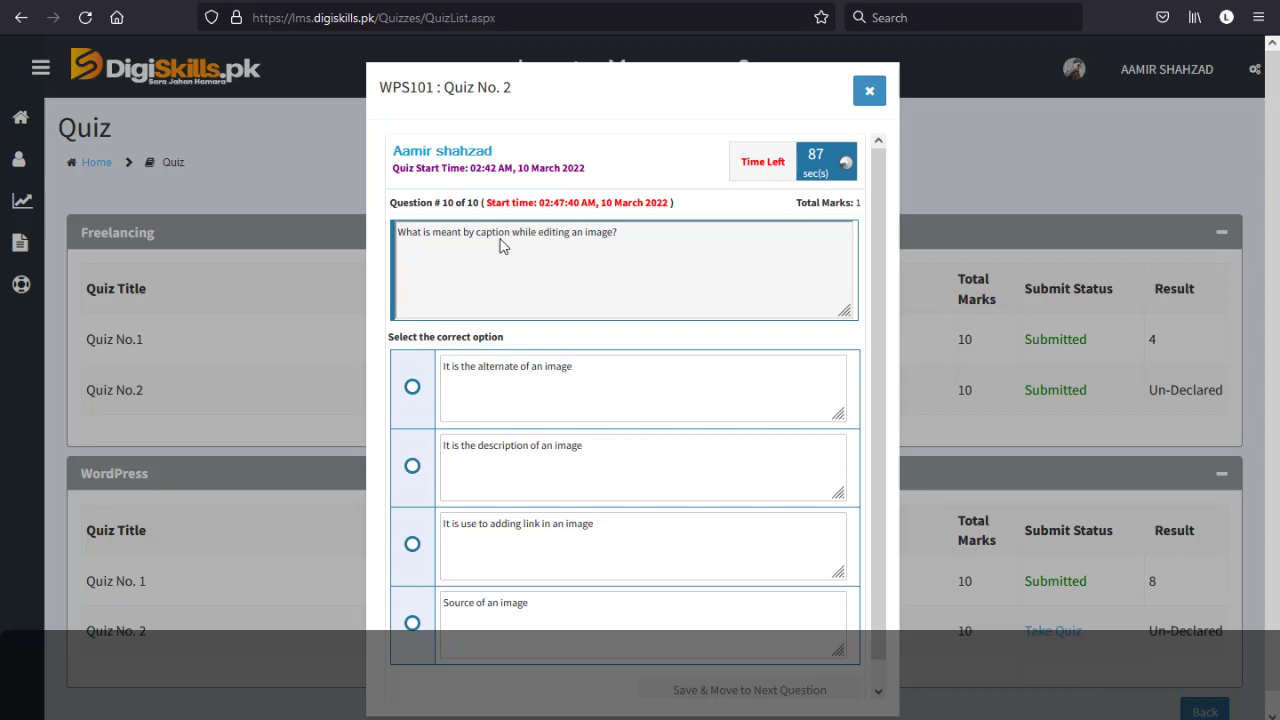 https://lms.digiskills.pk/Quizzes/QuizList.aspx
Search
L
DigiSkills.pk
Sara Jahan Hamara
AAMIR SHAHZAD
Quiz
Home
Quiz
Freelancing
Quiz Title
Total Marks
Submit Status
Result
Quiz No.1
10
Submitted
4
Quiz No.2
10
Submitted
Un-Declared
WordPress
Quiz Title
Total Marks
Submit Status
Result
Quiz No. 1
10
Submitted
8
Quiz No. 2
10
Take Quiz
Un-Declared
Back
WPS101 : Quiz No. 2
Aamir shahzad
Quiz Start Time: 02:42 AM, 10 March 2022
Time Left
87
sec(s)
Question # 10 of 10 ( Start time: 02:47:40 AM, 10 March 2022 )
Total Marks: 1
What is meant by caption while editing an image?
Select the correct option
It is the alternate of an image
It is the description of an image
It is use to adding link in an image
Source of an image
Save & Move to Next Question